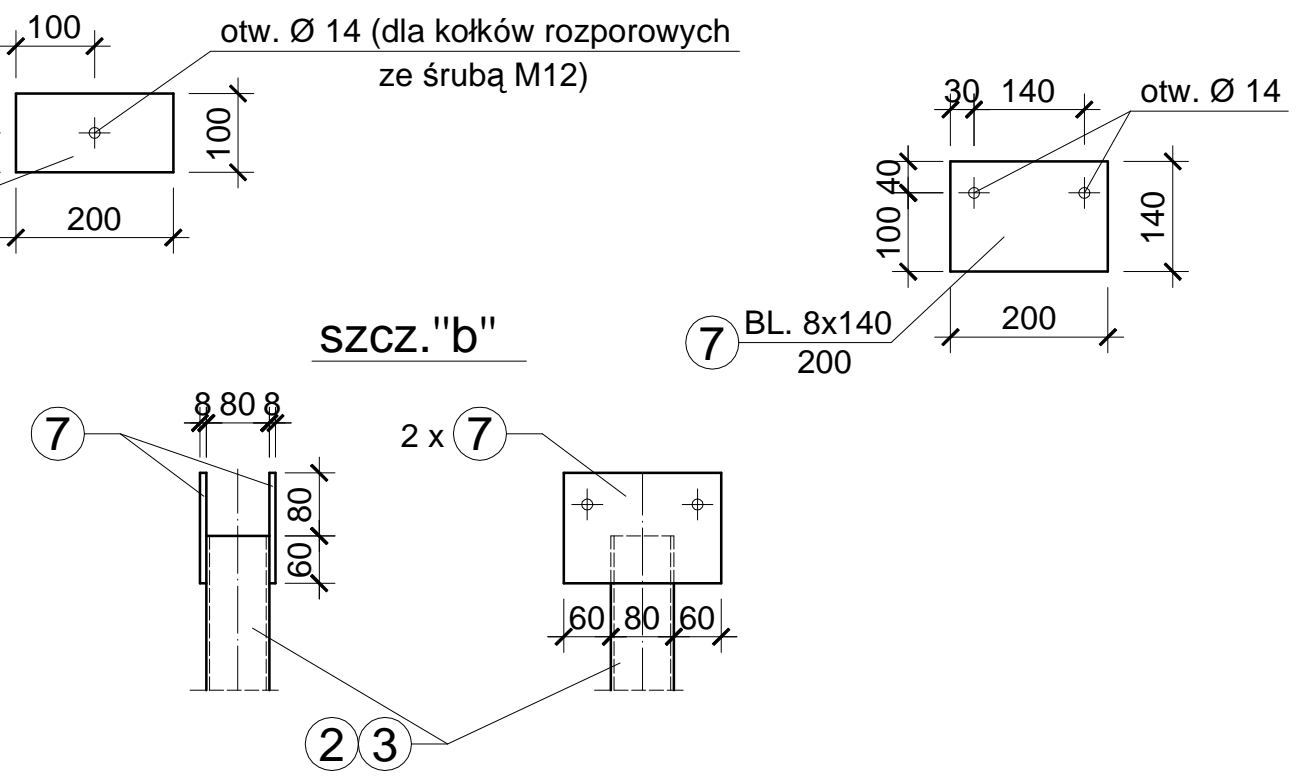 100
otw. Ø 14 (dla kołków rozporowych
ze śrubą M12)
100
200
30 140
otw. Ø 14
40
100
140
200
7 BL. 8x140
200
szcz."b"
7
8 80 8
80
60
2 x 7
60 80 60
2 3